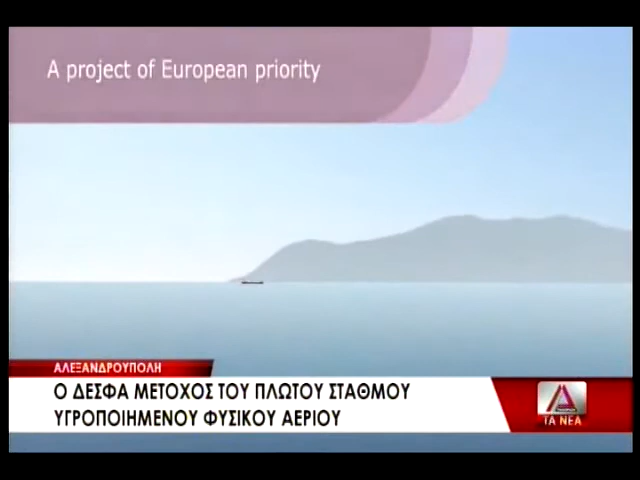 A project of European priority
ΑΛΕΞΑΝΔΡΟΥΠΟΛΗ
Ο ΔΕΣΦΑ ΜΕΤΟΧΟΣ ΤΟΥ ΠΛΩΤΟΥ ΣΤΑΘΜΟΥ
ΥΓΡΟΠΟΙΗΜΕΝΟΥ ΦΥΣΙΚΟΥ ΑΕΡΙΟΥ
ΤΑ ΝΕΑ